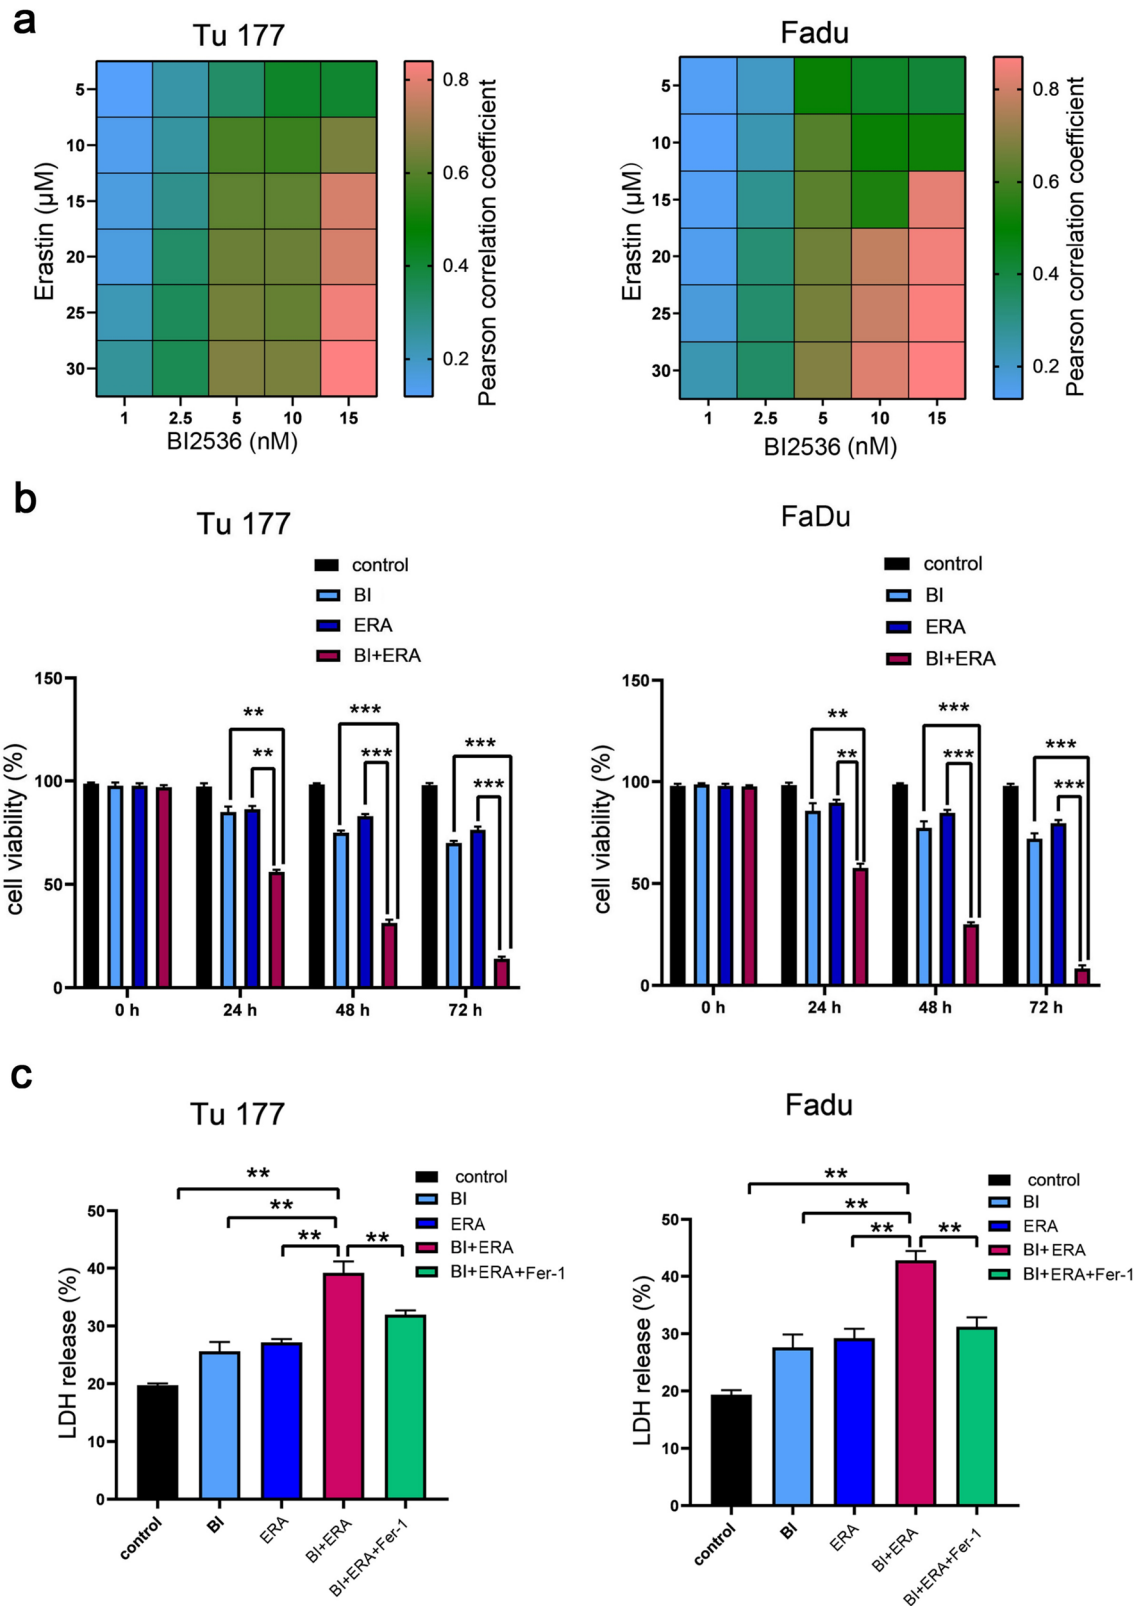 a
Tu 177
Fadu
Erastin (µM)
5
10
15
20
25
30
1 2.5 5 10 15
BI2536 (nM)
0.8
0.6
0.4
0.2
Pearson correlation coefficient
Erastin (µM)
5
10
15
20
25
30
1 2.5 5 10 15
BI2536 (nM)
0.8
0.6
0.4
0.2
Pearson correlation coefficient
b
Tu 177
control
BI
ERA
BI+ERA
cell viability (%)
150
100
50
0
** ** *** *** *** ***
0 h 24 h 48 h 72 h
FaDu
control
BI
ERA
BI+ERA
cell viability (%)
150
100
50
0
** ** *** *** *** ***
0 h 24 h 48 h 72 h
c
Tu 177
control
BI
ERA
BI+ERA
BI+ERA+Fer-1
**
**
** **
LDH release (%)
50
40
30
20
10
0
control BI ERA BI+ERA BI+ERA+Fer-1
Fadu
control
BI
ERA
BI+ERA
BI+ERA+Fer-1
**
**
** **
LDH release (%)
50
40
30
20
10
0
control BI ERA BI+ERA BI+ERA+Fer-1